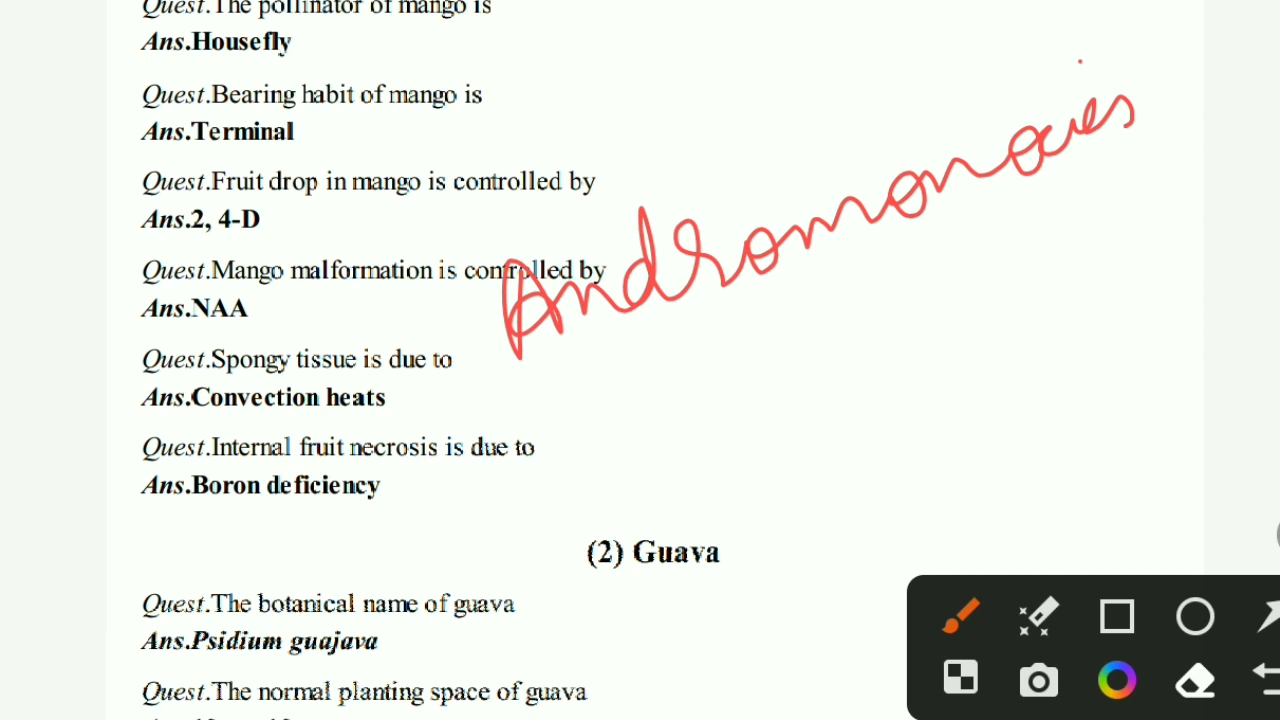 Quest.The pollinator of mango is
Ans.Housefly
Quest.Bearing habit of mango is
Ans.Terminal
Quest.Fruit drop in mango is controlled by
Ans.2, 4-D
Quest.Mango malformation is controlled by
Ans.NAA
Quest.Spongy tissue is due to
Ans.Convection heats
Quest.Internal fruit necrosis is due to
Ans.Boron deficiency
(2) Guava
Quest.The botanical name of guava
Ans.Psidium guajava
Quest.The normal planting space of guava